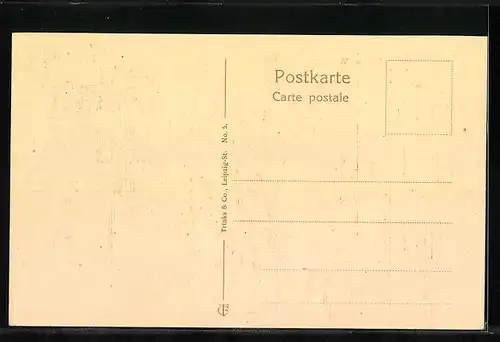 Postkarte
Carte postale
Trinks & Co., Leipzig-St. No. 5.